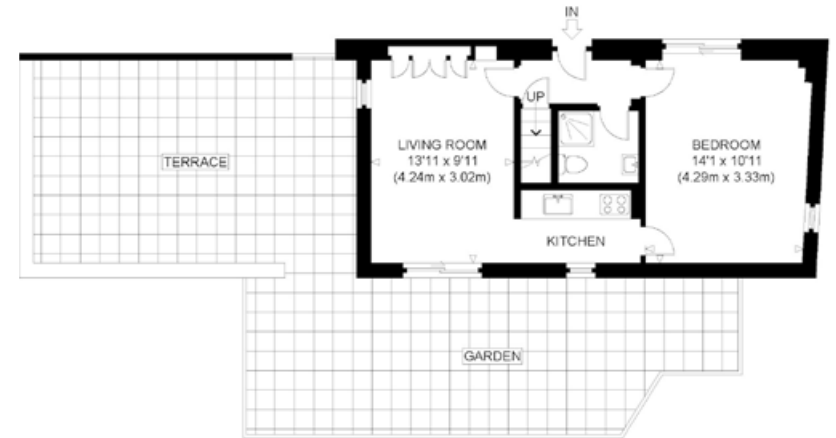 IN
UP
LIVING ROOM
13'11 x 9'11
(4.24m x 3.02m)
TERRACE
BEDROOM
14'1 x 10'11
(4.29m x 3.33m)
KITCHEN
GARDEN